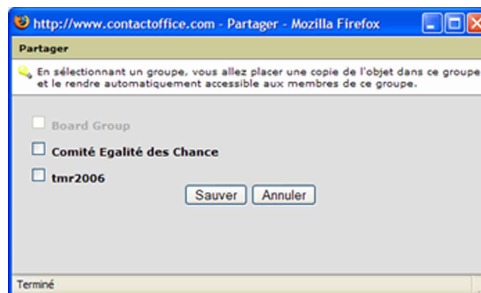 http://www.contactoffice.com - Partager - Mozilla Firefox
Partager
En sélectionnant un groupe, vous allez placer une copie de l'objet dans ce groupe
et le rendre automatiquement accessible aux membres de ce groupe.
Board Group
Comité Egalité des Chance
tmr2006
Sauver Annuler
Terminé